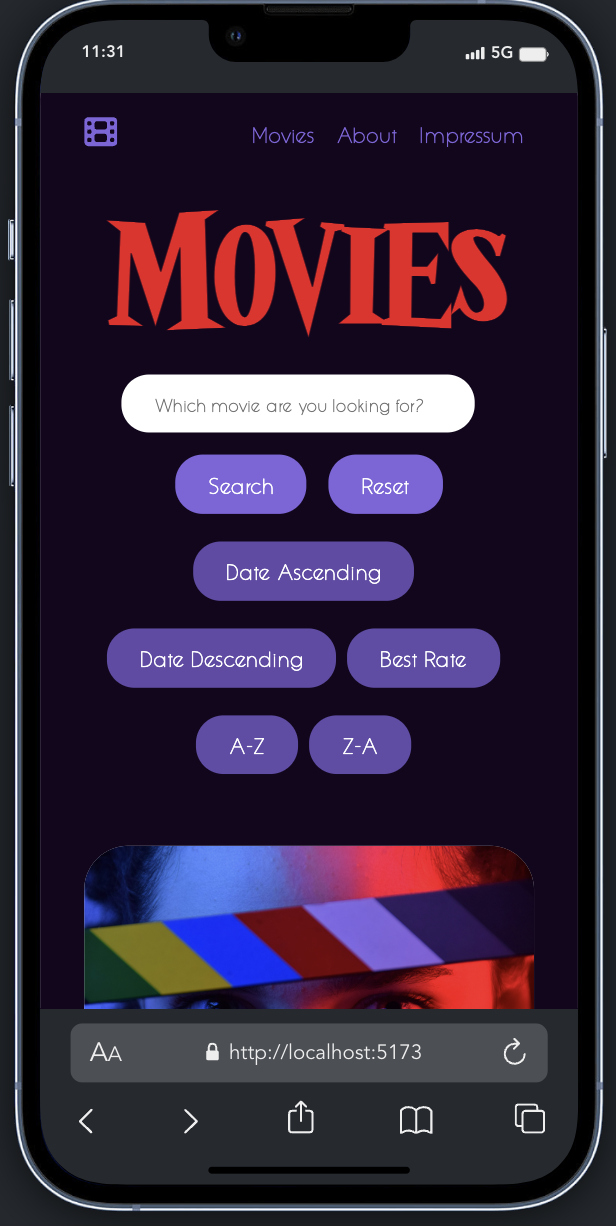 11:31 5G
Movies About Impressum
MOVIES
Which movie are you looking for?
Search Reset
Date Ascending
Date Descending Best Rate
A-Z Z-A
AA http://localhost:5173